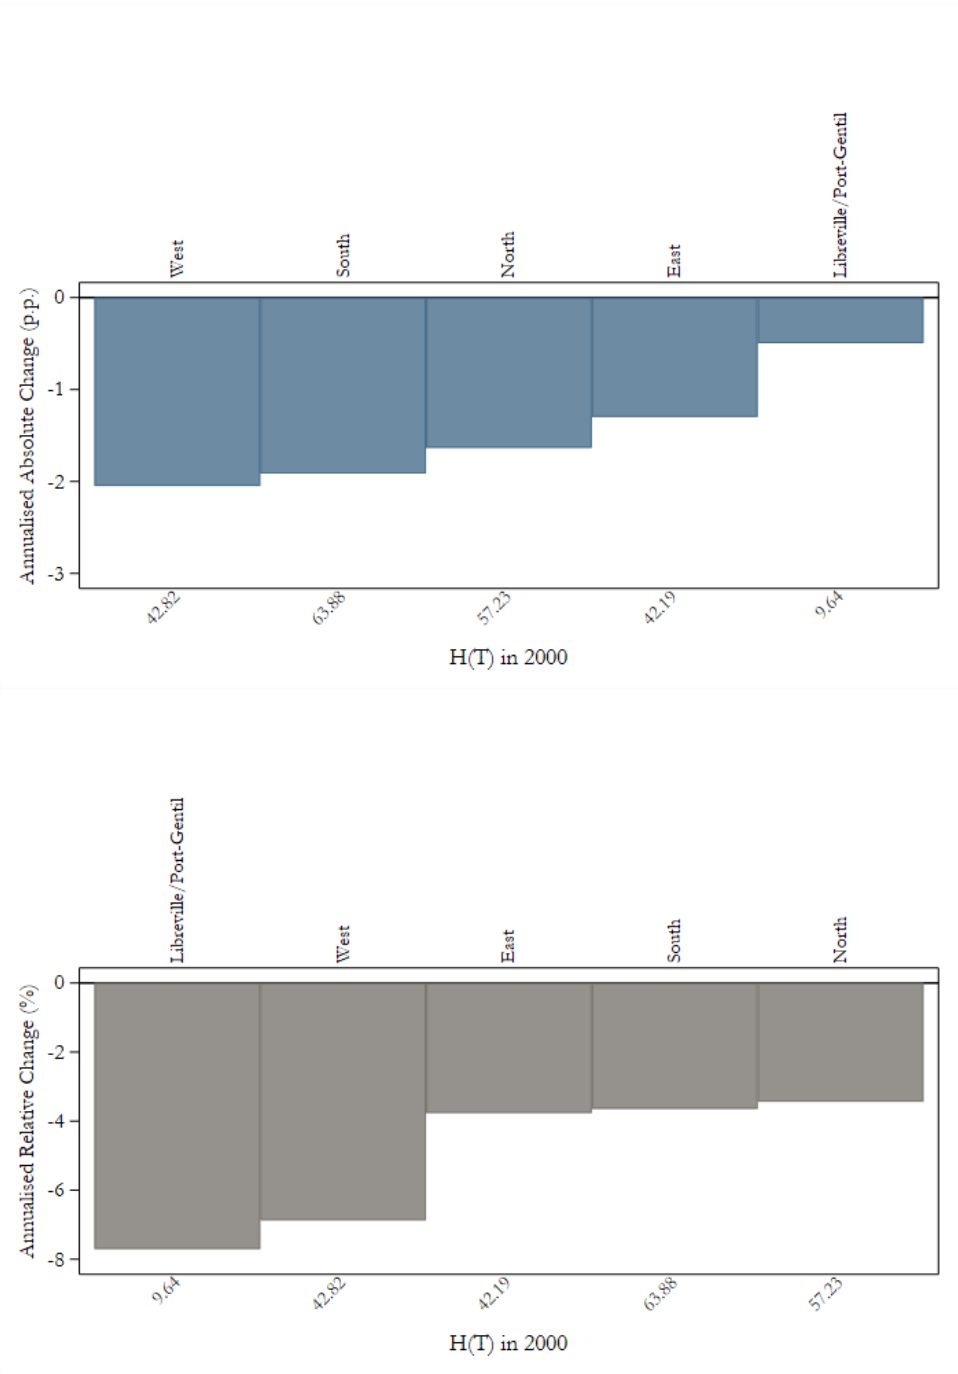 West
South
North
East
Libreville/Port-Gentil
Annualised Absolute Change (p.p.)
0
-1
-2
-3
42.82
63.88
57.23
42.19
9.64
H(T) in 2000
Libreville/Port-Gentil
West
East
South
North
Annualised Relative Change (%)
0
-2
-4
-6
-8
9.64
42.82
42.19
63.88
57.23
H(T) in 2000